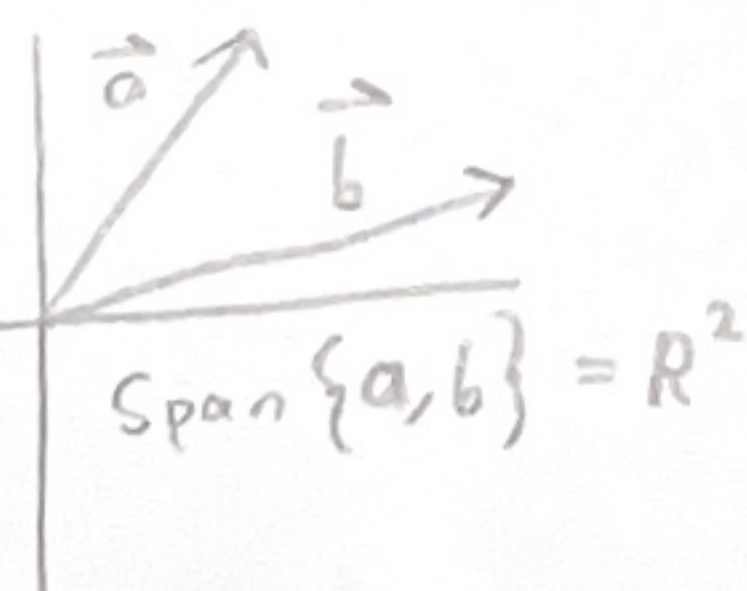 a⃗
b⃗
Span {a, b} = R²